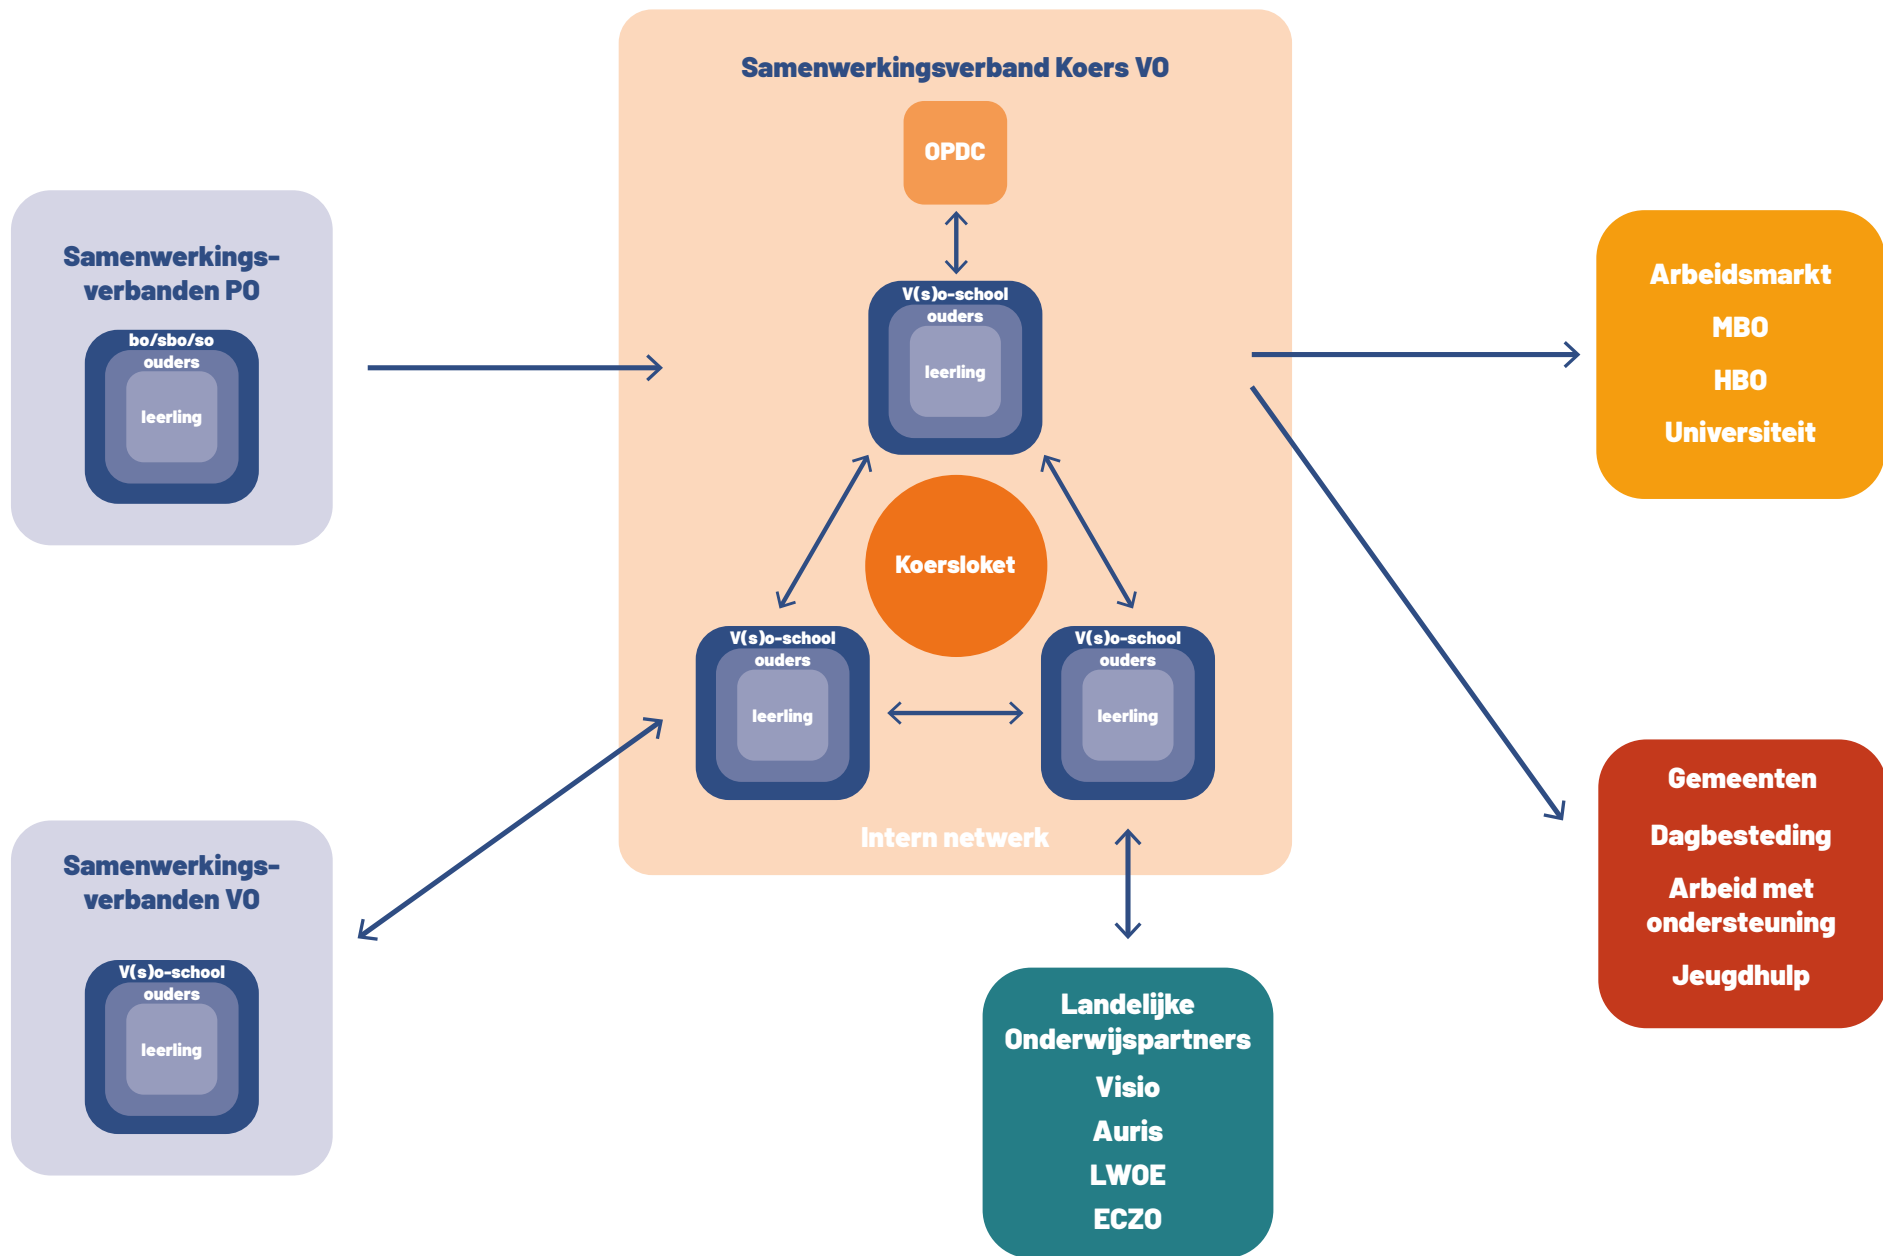 Samenwerkingsverband Koers VO
OPDC
V(s)o-school
ouders
leerling
Koersloket
V(s)o-school
ouders
leerling
V(s)o-school
ouders
leerling
Intern netwerk
Samenwerkings-
verbanden PO
bo/sbo/so
ouders
leerling
Samenwerkings-
verbanden VO
V(s)o-school
ouders
leerling
Arbeidsmarkt
MBO
HBO
Universiteit
Gemeenten
Dagbesteding
Arbeid met
ondersteuning
Jeugdhulp
Landelijke
Onderwijspartners
Visio
Auris
LWOE
ECZO